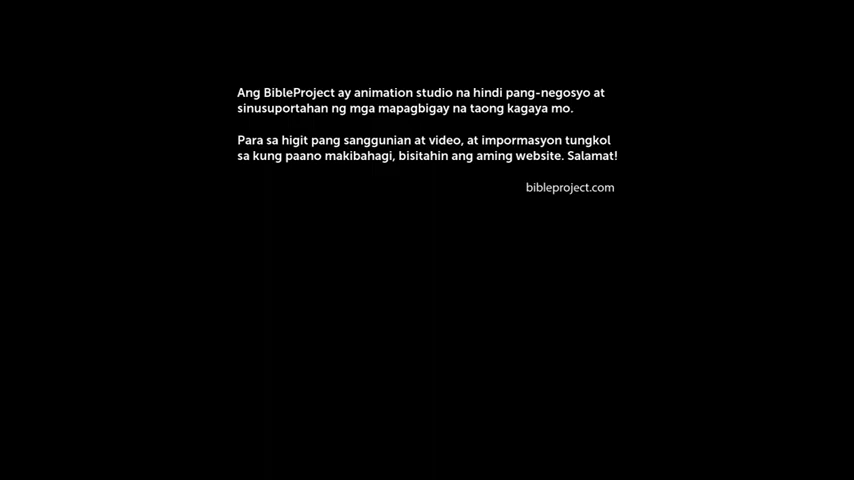 Ang BibleProject ay animation studio na hindi pang-negosyo at
sinusuportahan ng mga mapagbigay na taong kagaya mo.
Para sa higit pang sanggunian at video, at impormasyon tungkol
sa kung paano makibahagi, bisitahin ang aming website. Salamat!
bibleproject.com